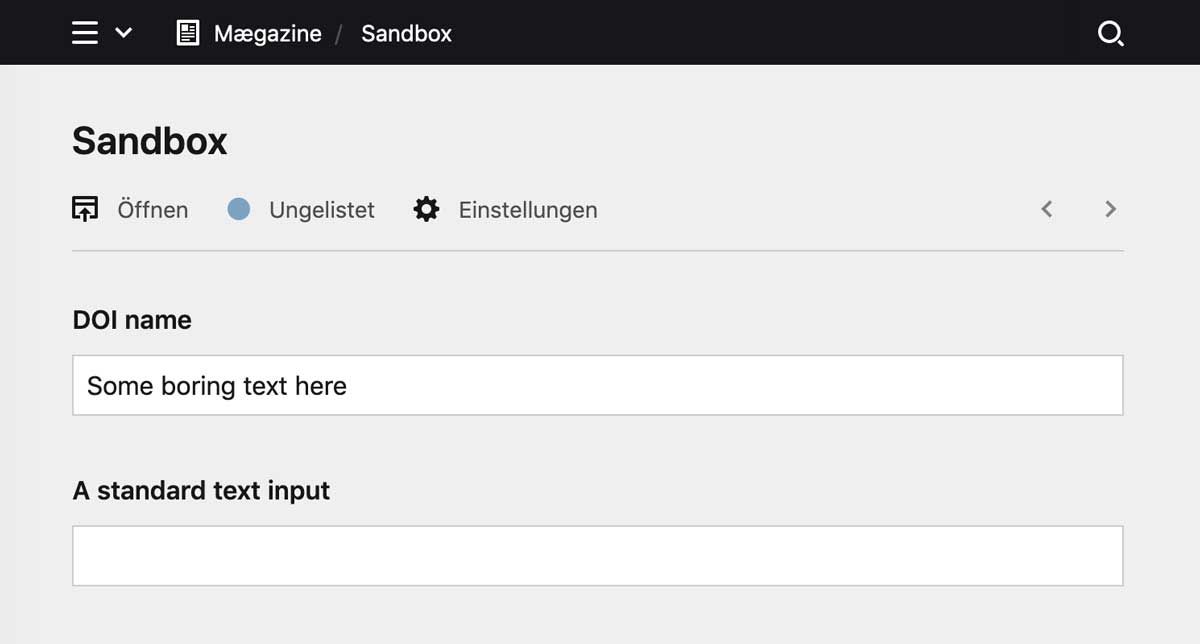 Mægazine / Sandbox
Sandbox
Öffnen Ungelistet Einstellungen
DOI name
Some boring text here
A standard text input